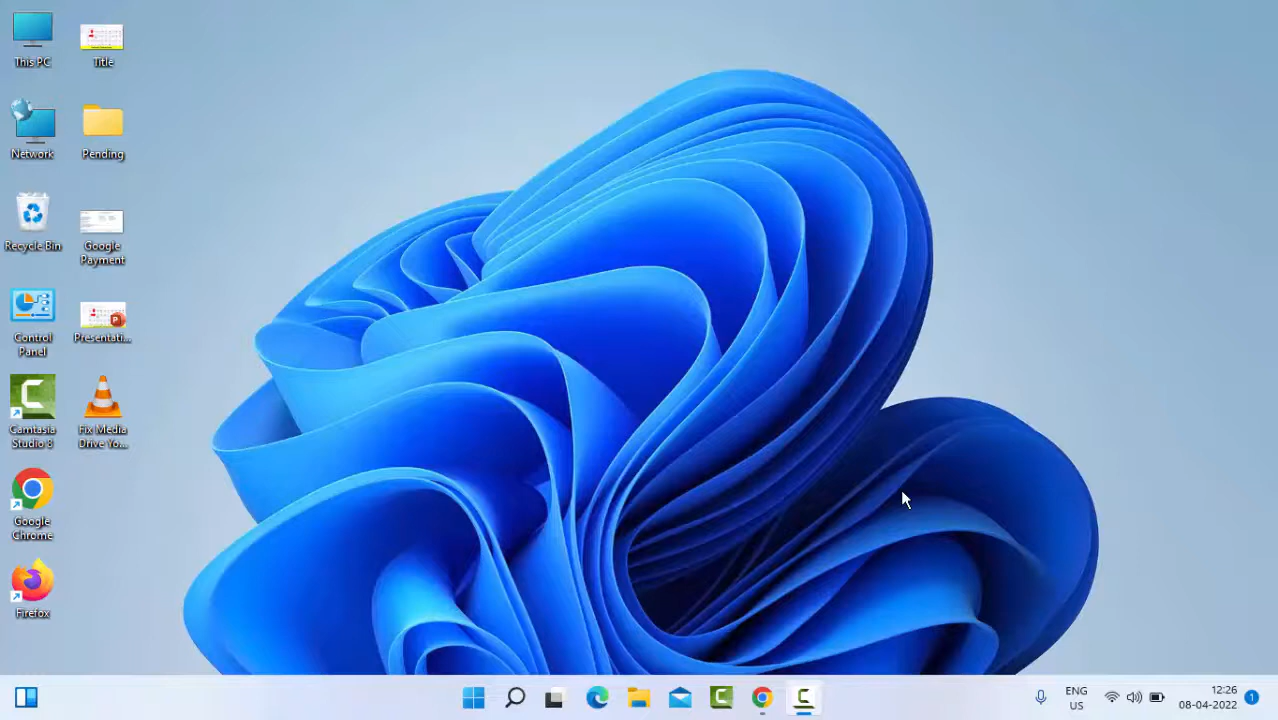 This PC
Title
Network
Pending
Recycle Bin
Google
Payment
Control
Panel
Presentati...
Camtasia
Studio 8
Fix Media
Drive Yo...
Google
Chrome
Firefox
ENG
US
12:26
08-04-2022
1